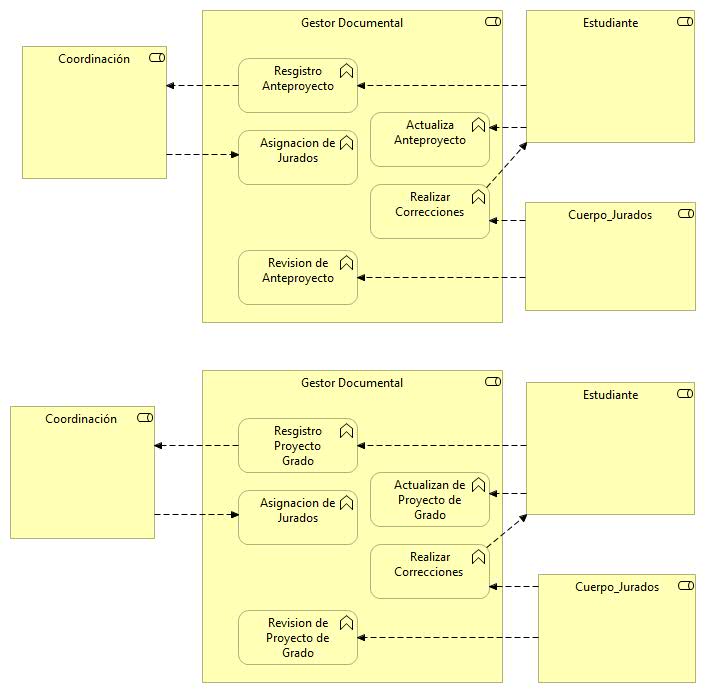 Gestor Documental
Estudiante
Coordinación
Resgistro
Anteproyecto
Actualiza
Anteproyecto
Asignacion de
Jurados
Realizar
Correcciones
Cuerpo_Jurados
Revision de
Anteproyecto
Gestor Documental
Estudiante
Coordinación
Resgistro
Proyecto
Grado
Actualizan de
Proyecto de
Grado
Asignacion de
Jurados
Realizar
Correcciones
Cuerpo_Jurados
Revision de
Proyecto de
Grado